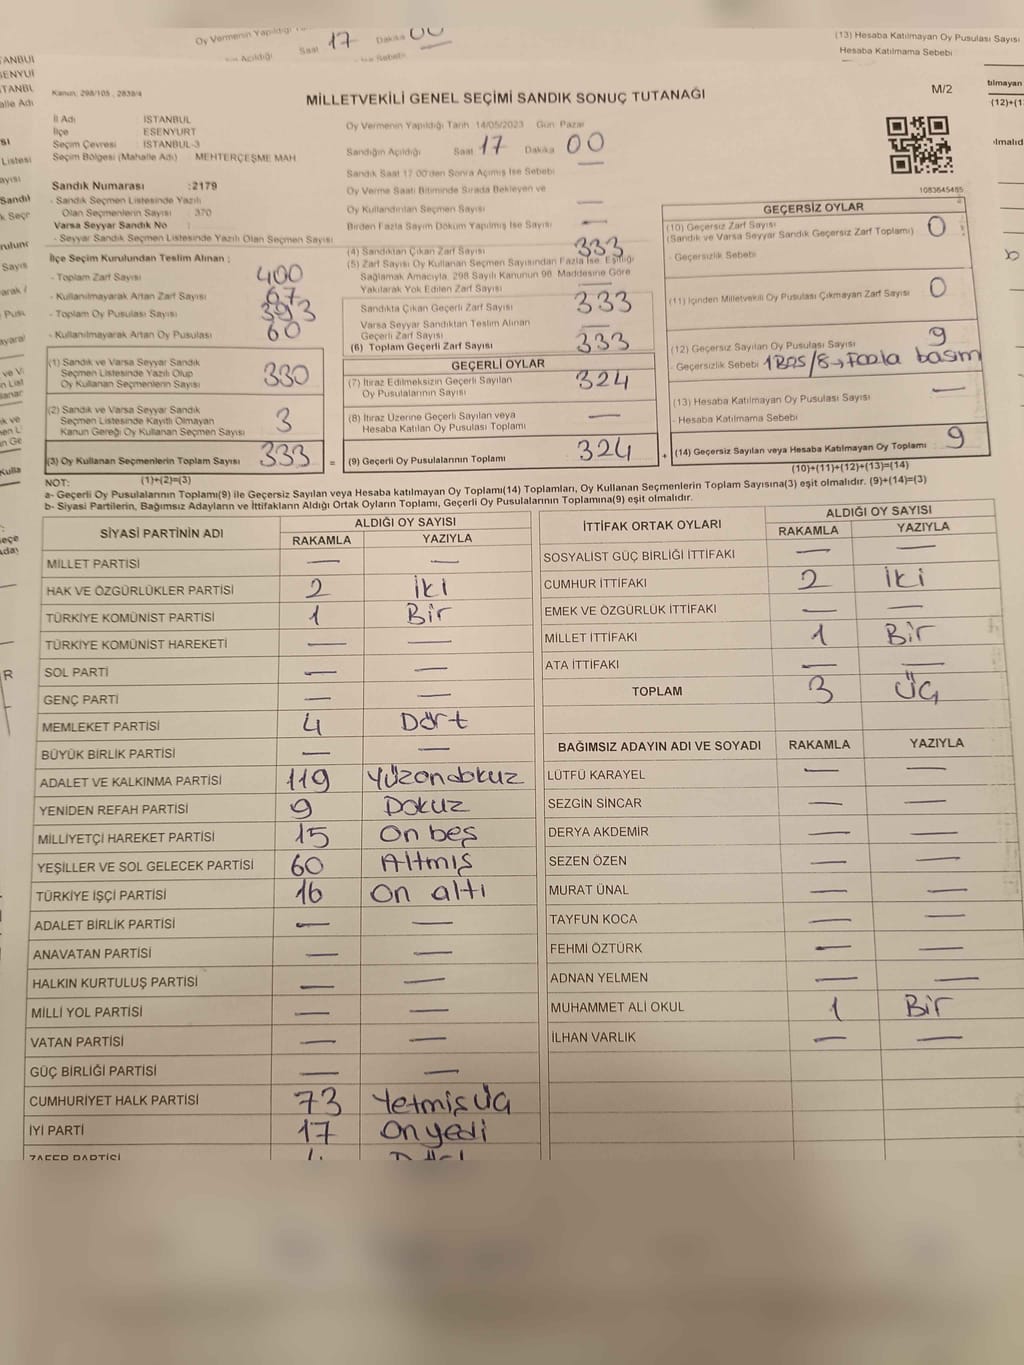 Oy Vermenin Yapıldığı
Saat 17 Dakika 00
(13) Hesaba Katılmayan Oy Pusulası Sayısı
Hesaba Katılmama Sebebi
Kanun: 298/105 , 2839/4
MİLLETVEKİLİ GENEL SEÇİMİ SANDIK SONUÇ TUTANAĞI
M/2
İl Adı İSTANBUL
İlçe ESENYURT
Seçim Çevresi İSTANBUL-3
Seçim Bölgesi (Mahalle Adı) : MEHTERÇEŞME MAH
Oy Vermenin Yapıldığı Tarih :14/05/2023 Gün: Pazar
Sandığın Açıldığı Saat 17 Dakika 00
Sandık Saat 17:00'den Sonra Açımış İse Sebebi
Oy Verme Saati Bitiminde Sırada Bekleyen ve
Oy Kullandırılan Seçmen Sayısı —
Birden Fazla Sayım Döküm Yapılmış İse Sayısı —
1083645485
Sandık Numarası :2179
- Sandık Seçmen Listesinde Yazılı
Olan Seçmenlerin Sayısı : 370
Varsa Seyyar Sandık No :
- Seyyar Sandık Seçmen Listesinde Yazılı Olan Seçmen Sayısı
İlçe Seçim Kurulundan Teslim Alınan ;
- Toplam Zarf Sayısı 400
- Kullanılmayarak Artan Zarf Sayısı 67
- Toplam Oy Pusulası Sayısı 393
- Kullanılmayarak Artan Oy Pusulası 60
(1) Sandık ve Varsa Seyyar Sandık
Seçmen Listesinde Yazılı Olup
Oy Kullanan Seçmenlerin Sayısı 330
(2) Sandık ve Varsa Seyyar Sandık
Seçmen Listesinde Kayıtlı Olmayan
Kanun Gereği Oy Kullanan Seçmen Sayısı 3
(3) Oy Kullanan Seçmenlerin Toplam Sayısı 333 =
(1)+(2)=(3)
(4) Sandıktan Çıkan Zarf Sayısı 333
(5) Zarf Sayısı Oy Kullanan Seçmen Sayısından Fazla İse, Eşitliği
Sağlamak Amacıyla, 298 Sayılı Kanunun 98. Maddesine Göre
Yakılarak Yok Edilen Zarf Sayısı —
Sandıkta Çıkan Geçerli Zarf Sayısı 333
Varsa Seyyar Sandıktan Teslim Alınan
Geçerli Zarf Sayısı —
(6) Toplam Geçerli Zarf Sayısı 333
GEÇERLİ OYLAR
(7) İtiraz Edilmeksizin Geçerli Sayılan
Oy Pusulalarının Sayısı 324
(8) İtiraz Üzerine Geçerli Sayılan veya
Hesaba Katılan Oy Pusulası Toplamı —
(9) Geçerli Oy Pusulalarının Toplamı 324 +
GEÇERSİZ OYLAR
(10) Geçersiz Zarf Sayısı
(Sandık ve Varsa Seyyar Sandık Geçersiz Zarf Toplamı) 0
- Geçersizlik Sebebi
(11) İçinden Milletvekili Oy Pusulası Çıkmayan Zarf Sayısı 0
(12) Geçersiz Sayılan Oy Pusulası Sayısı 9
- Geçersizlik Sebebi 1 Boş/8→Fazla basım
(13) Hesaba Katılmayan Oy Pusulası Sayısı —
- Hesaba Katılmama Sebebi
(14) Geçersiz Sayılan veya Hesaba Katılmayan Oy Toplamı 9
(10)+(11)+(12)+(13)=(14)
NOT:
a- Geçerli Oy Pusulalarının Toplamı(9) ile Geçersiz Sayılan veya Hesaba katılmayan Oy Toplamı(14) Toplamları, Oy Kullanan Seçmenlerin Toplam Sayısına(3) eşit olmalıdır. (9)+(14)=(3)
b- Siyasi Partilerin, Bağımsız Adayların ve İttifakların Aldığı Ortak Oyların Toplamı, Geçerli Oy Pusulalarının Toplamına(9) eşit olmalıdır.
SİYASİ PARTİNİN ADI ALDIĞI OY SAYISI
RAKAMLA YAZIYLA
MİLLET PARTİSİ — —
HAK VE ÖZGÜRLÜKLER PARTİSİ 2 İki
TÜRKİYE KOMÜNİST PARTİSİ 1 Bir
TÜRKİYE KOMÜNİST HAREKETİ — —
SOL PARTİ — —
GENÇ PARTİ — —
MEMLEKET PARTİSİ 4 Dört
BÜYÜK BİRLİK PARTİSİ — —
ADALET VE KALKINMA PARTİSİ 119 Yüzondokuz
YENİDEN REFAH PARTİSİ 9 Dokuz
MİLLİYETÇİ HAREKET PARTİSİ 15 On beş
YEŞİLLER VE SOL GELECEK PARTİSİ 60 Altmış
TÜRKİYE İŞÇİ PARTİSİ 16 On altı
ADALET BİRLİK PARTİSİ — —
ANAVATAN PARTİSİ — —
HALKIN KURTULUŞ PARTİSİ — —
MİLLİ YOL PARTİSİ — —
VATAN PARTİSİ — —
GÜÇ BİRLİĞİ PARTİSİ — —
CUMHURİYET HALK PARTİSİ 73 Yetmiş üç
İYİ PARTİ 17 Onyedi
ZAFER PARTİSİ
İTTİFAK ORTAK OYLARI ALDIĞI OY SAYISI
RAKAMLA YAZIYLA
SOSYALİST GÜÇ BİRLİĞİ İTTİFAKI — —
CUMHUR İTTİFAKI 2 İki
EMEK VE ÖZGÜRLÜK İTTİFAKI — —
MİLLET İTTİFAKI 1 Bir
ATA İTTİFAKI — —
TOPLAM 3 Üç
BAĞIMSIZ ADAYIN ADI VE SOYADI RAKAMLA YAZIYLA
LÜTFÜ KARAYEL — —
SEZGİN SİNCAR — —
DERYA AKDEMİR — —
SEZEN ÖZEN — —
MURAT ÜNAL — —
TAYFUN KOCA — —
FEHMİ ÖZTÜRK — —
ADNAN YELMEN — —
MUHAMMET ALİ OKUL 1 Bir
İLHAN VARLIK — —